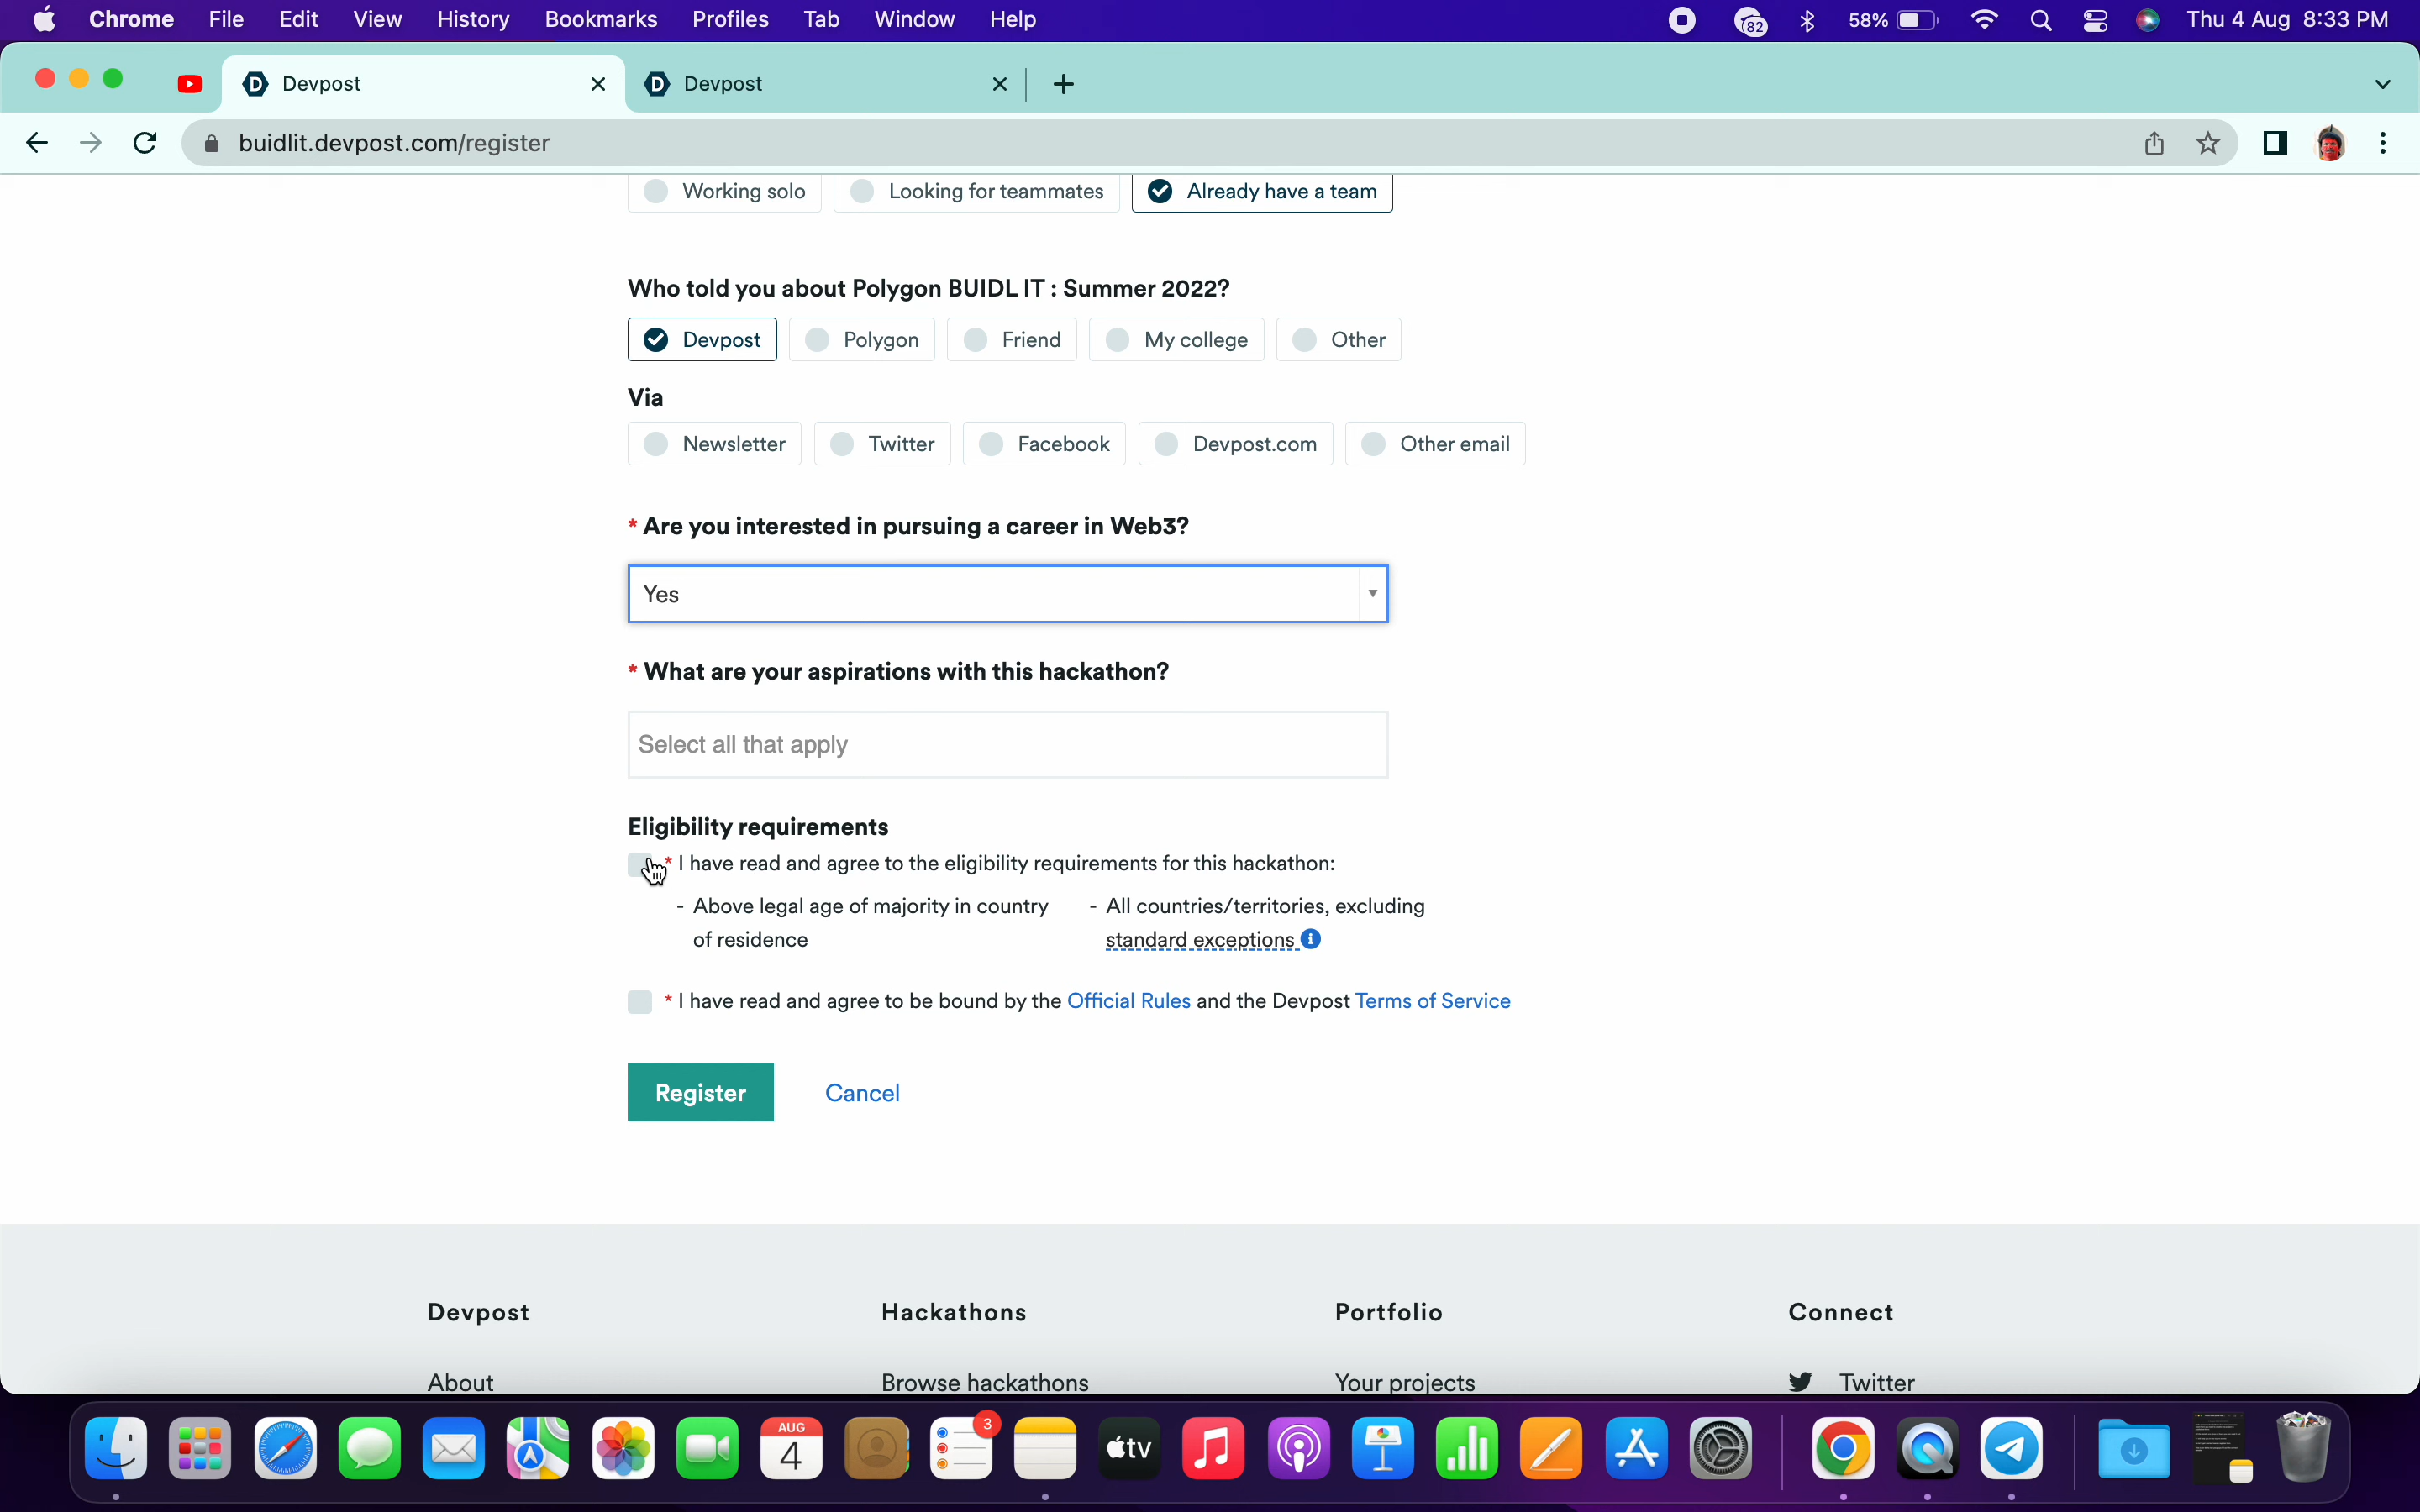 Chrome File Edit View History Bookmarks Profiles Tab Window Help 82 58% Thu 4 Aug 8:33 PM
Devpost Devpost
buidlit.devpost.com/register
Working solo Looking for teammates Already have a team
Who told you about Polygon BUIDL IT : Summer 2022?
Devpost Polygon Friend My college Other
Via
Newsletter Twitter Facebook Devpost.com Other email
* Are you interested in pursuing a career in Web3?
Yes
* What are your aspirations with this hackathon?
Select all that apply
Eligibility requirements
* I have read and agree to the eligibility requirements for this hackathon:
- Above legal age of majority in country - All countries/territories, excluding
of residence standard exceptions
* I have read and agree to be bound by the Official Rules and the Devpost Terms of Service
Register Cancel
Devpost Hackathons Portfolio Connect
About Browse hackathons Your projects Twitter
AUG 3
4 tv